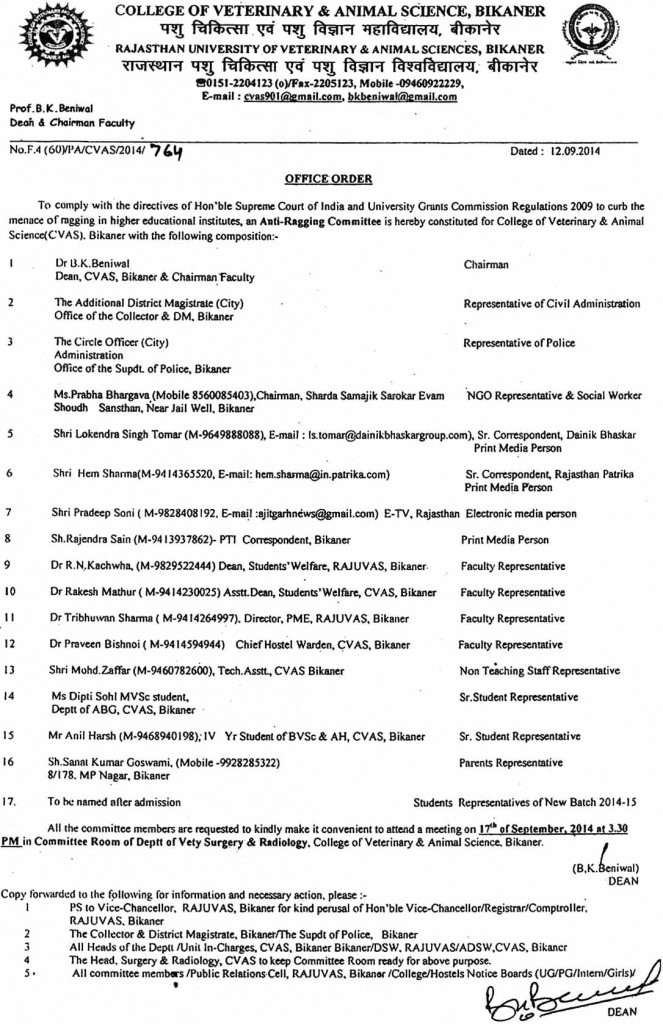 COLLEGE OF VETERINARY & ANIMAL SCIENCE, BIKANER
पशु चिकित्सा एवं पशु विज्ञान महाविद्यालय, बीकानेर
RAJASTHAN UNIVERSITY OF VETERINARY & ANIMAL SCIENCES, BIKANER
राजस्थान पशु चिकित्सा एवं पशु विज्ञान विश्वविद्यालय, बीकानेर
☎0151-2204123 (o)/Fax-2205123, Mobile -09460922229,
E-mail : cvas901@gmail.com, bkbeniwal@gmail.com
Prof.B.K.Beniwal
Dean & Chairman Faculty
No.F.4 (60)/PA/CVAS/2014/ 764 Dated : 12.09.2014
OFFICE ORDER
To comply with the directives of Hon'ble Supreme Court of India and University Grants Commission Regulations 2009 to curb the
menace of ragging in higher educational institutes, an Anti-Ragging Committee is hereby constituted for College of Veterinary & Animal
Science(CVAS), Bikaner with the following composition:-
1 Dr B.K.Beniwal Chairman
Dean, CVAS, Bikaner & Chairman Faculty
2 The Additional District Magistrate (City) Representative of Civil Administration
Office of the Collector & DM, Bikaner
3 The Circle Officer (City) Representative of Police
Administration
Office of the Supdt. of Police, Bikaner
4 Ms.Prabha Bhargava (Mobile 8560085403),Chairman, Sharda Samajik Sarokar Evam NGO Representative & Social Worker
Shoudh Sansthan, Near Jail Well, Bikaner
5 Shri Lokendra Singh Tomar (M-9649888088), E-mail : ls.tomar@dainikbhaskargroup.com), Sr. Correspondent, Dainik Bhaskar
Print Media Person
6 Shri Hem Sharma(M-9414365520, E-mail: hem.sharma@in.patrika.com) Sr. Correspondent, Rajasthan Patrika
Print Media Person
7 Shri Pradeep Soni ( M-9828408192, E-mail :ajitgarhnews@gmail.com) E-TV, Rajasthan Electronic media person
8 Sh.Rajendra Sain (M-9413937862)- PTI Correspondent, Bikaner Print Media Person
9 Dr R.N,Kachwha, (M-9829522444) Dean, Students'Welfare, RAJUVAS, Bikaner Faculty Representative
10 Dr Rakesh Mathur ( M-9414230025) Asstt.Dean, Students'Welfare, CVAS, Bikaner Faculty Representative
11 Dr Tribhuwan Sharma ( M-9414264997), Director, PME, RAJUVAS, Bikaner Faculty Representative
12 Dr Praveen Bishnoi ( M-9414594944) Chief Hostel Warden, CVAS, Bikaner Faculty Representative
13 Shri Mohd.Zaffar (M-9460782600), Tech.Asstt., CVAS Bikaner Non Teaching Staff Representative
14 Ms Dipti Sohl MVSc student, Sr.Student Representative
Deptt of ABG, CVAS, Bikaner
15 Mr Anil Harsh (M-9468940198), IV Yr Student of BVSc & AH, CVAS, Bikaner Sr. Student Representative
16 Sh.Sanat Kumar Goswami, (Mobile -9928285322) Parents Representative
8/178. MP Nagar, Bikaner
17. To be named after admission Students Representatives of New Batch 2014-15
All the committee members are requested to kindly make it convenient to attend a meeting on 17th of September, 2014 at 3.30
PM in Committee Room of Deptt of Vety Surgery & Radiology, College of Veterinary & Animal Science, Bikaner.
(B.K.Beniwal)
DEAN
Copy forwarded to the following for information and necessary action, please :-
1 PS to Vice-Chancellor, RAJUVAS, Bikaner for kind perusal of Hon'ble Vice-Chancellor/Registrar/Comptroller,
RAJUVAS, Bikaner
2 The Collector & District Magistrate, Bikaner/The Supdt of Police, Bikaner
3 All Heads of the Deptt /Unit In-Charges, CVAS, Bikaner Bikaner/DSW, RAJUVAS/ADSW,CVAS, Bikaner
4 The Head, Surgery & Radiology, CVAS to keep Committee Room ready for above purpose.
5 All committee members /Public Relations Cell, RAJUVAS, Bikaner /College/Hostels Notice Boards (UG/PG/Intern/Girls)/
DEAN